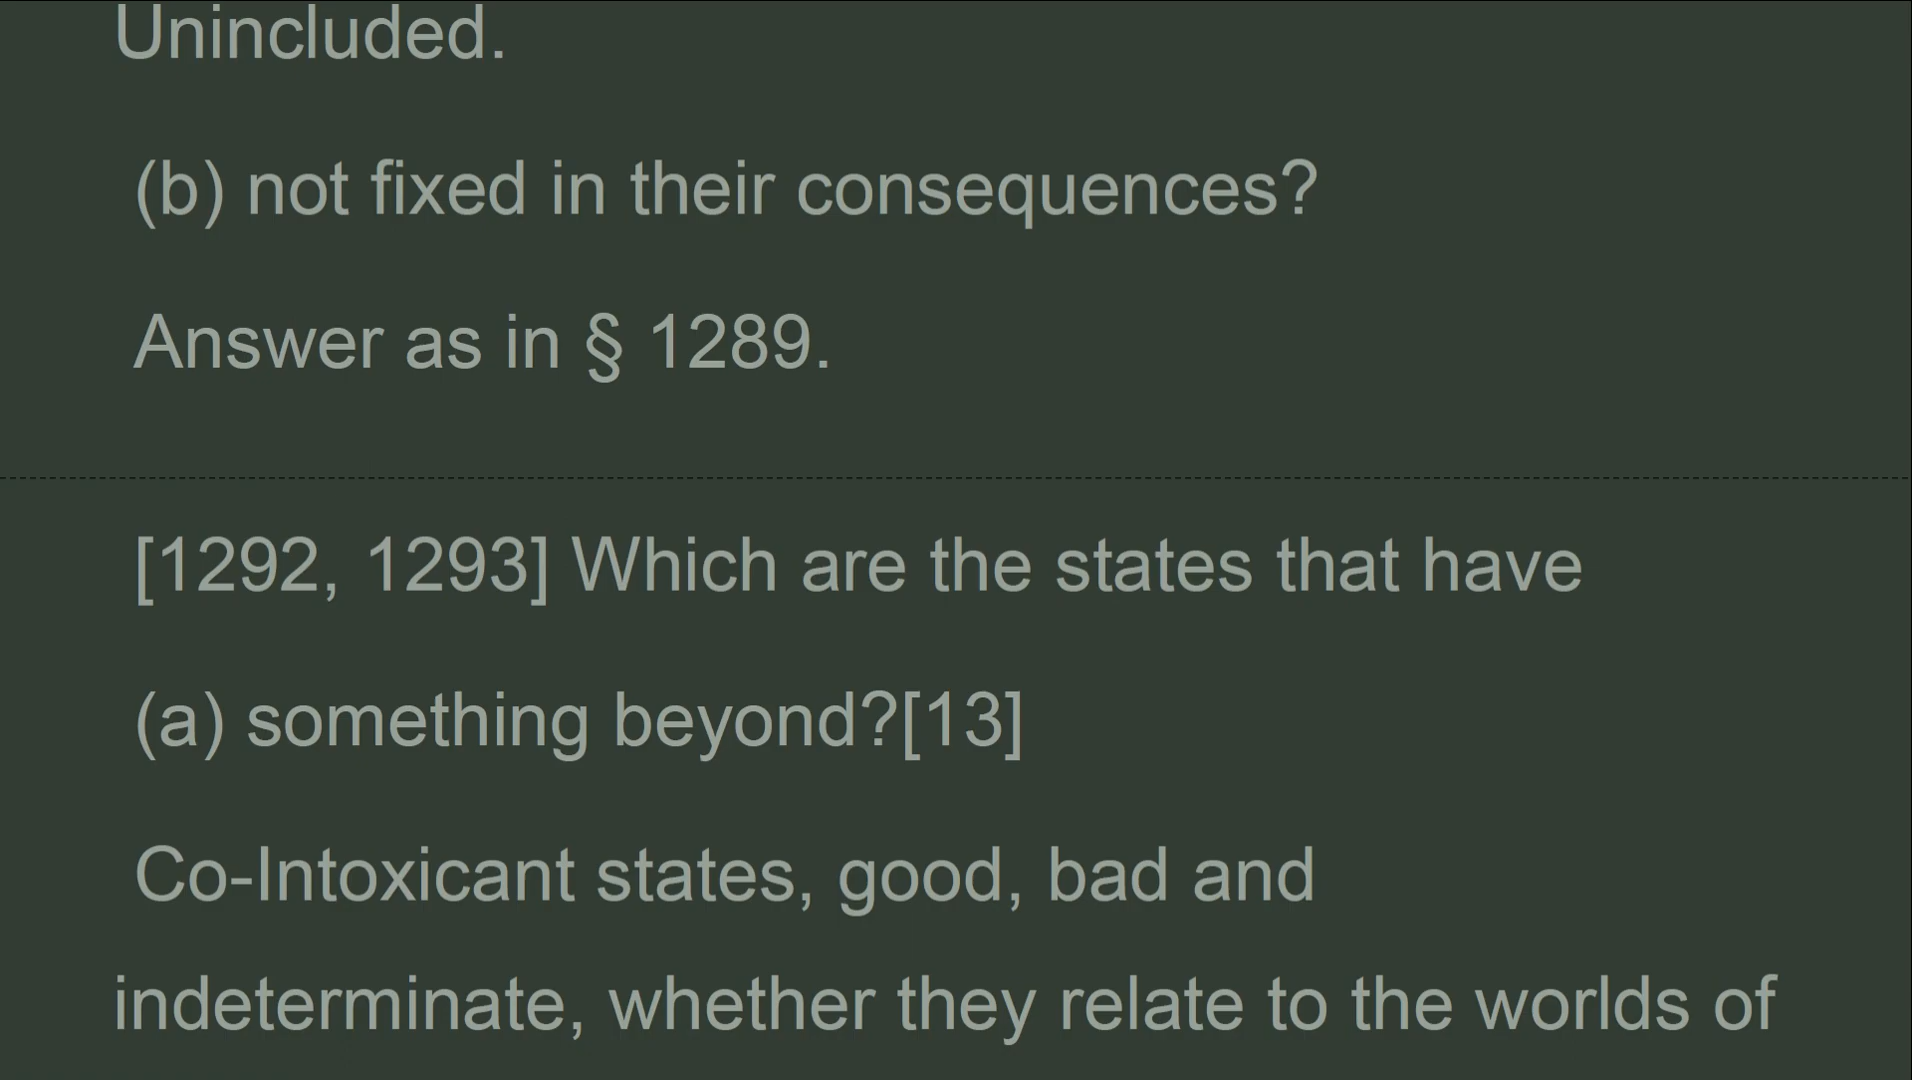 Unincluded.
(b) not fixed in their consequences?
Answer as in § 1289.
[1292, 1293] Which are the states that have
(a) something beyond?[13]
Co-Intoxicant states, good, bad and
indeterminate, whether they relate to the worlds of